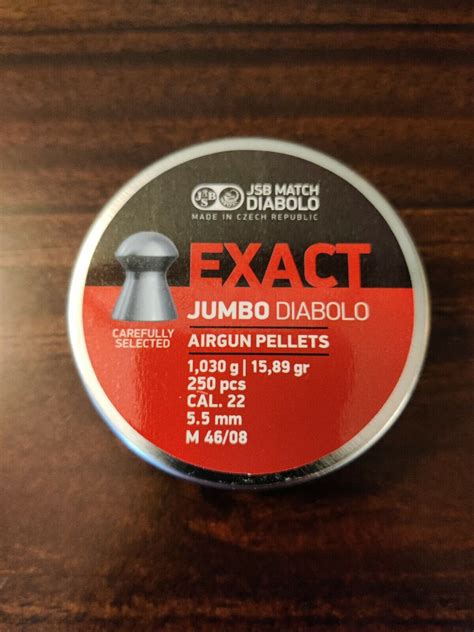 JSB
JSB MATCH
DIABOLO
MADE IN CZECH REPUBLIC
EXACT
JUMBO DIABOLO
CAREFULLY
SELECTED
AIRGUN PELLETS
1,030 g | 15,89 gr
250 pcs
CAL. 22
5.5 mm
M 46/08